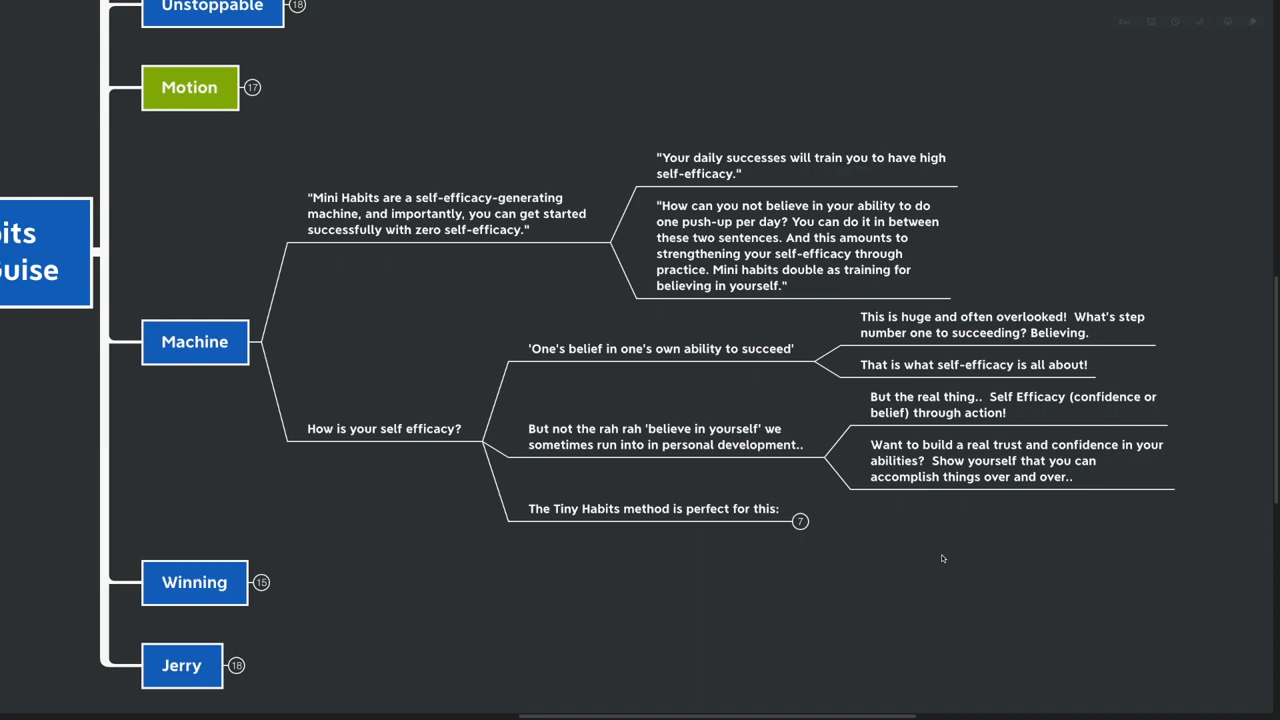 Unstoppable
18
Motion
17
its
Guise
Machine
"Mini Habits are a self-efficacy-generating
machine, and importantly, you can get started
successfully with zero self-efficacy."
"Your daily successes will train you to have high
self-efficacy."
"How can you not believe in your ability to do
one push-up per day? You can do it in between
these two sentences. And this amounts to
strengthening your self-efficacy through
practice. Mini habits double as training for
believing in yourself."
How is your self efficacy?
'One's belief in one's own ability to succeed'
This is huge and often overlooked!  What's step
number one to succeeding? Believing.
That is what self-efficacy is all about!
But not the rah rah 'believe in yourself' we
sometimes run into in personal development..
But the real thing..  Self Efficacy (confidence or
belief) through action!
Want to build a real trust and confidence in your
abilities?  Show yourself that you can
accomplish things over and over..
The Tiny Habits method is perfect for this:
7
Winning
15
Jerry
18